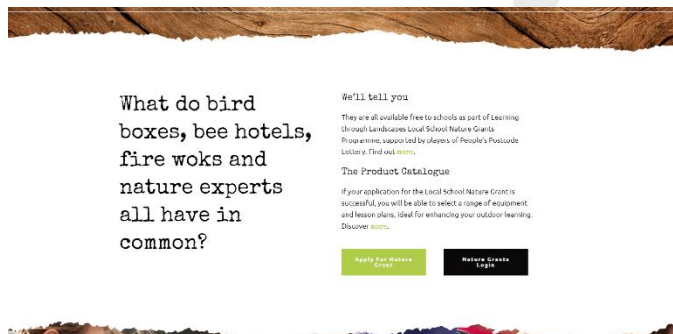 What do bird
boxes, bee hotels,
fire woks and
nature experts
all have in
common?
We'll tell you
They are all available free to schools as part of Learning
through Landscapes Local School Nature Grants
Programme, supported by players of People's Postcode
Lottery. Find out more.
The Product Catalogue
If your application for the Local School Nature Grant is
successful, you will be able to select a range of equipment
and lesson plans, ideal for enhancing your outdoor learning.
Discover more.
Apply For Nature
Grant
Nature Grants
Login